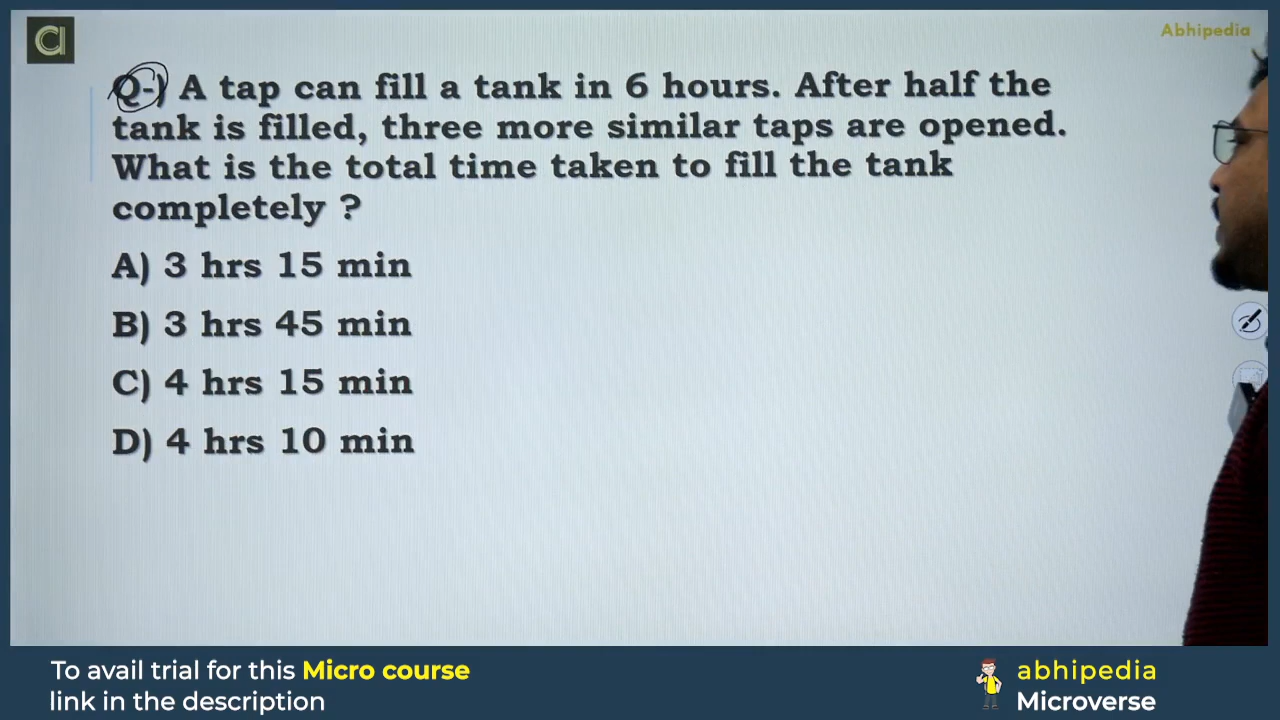 a
Abhipedia
Q-) A tap can fill a tank in 6 hours. After half the
tank is filled, three more similar taps are opened.
What is the total time taken to fill the tank
completely ?
A) 3 hrs 15 min
B) 3 hrs 45 min
C) 4 hrs 15 min
D) 4 hrs 10 min
To avail trial for this Micro course
link in the description
abhipedia
Microverse